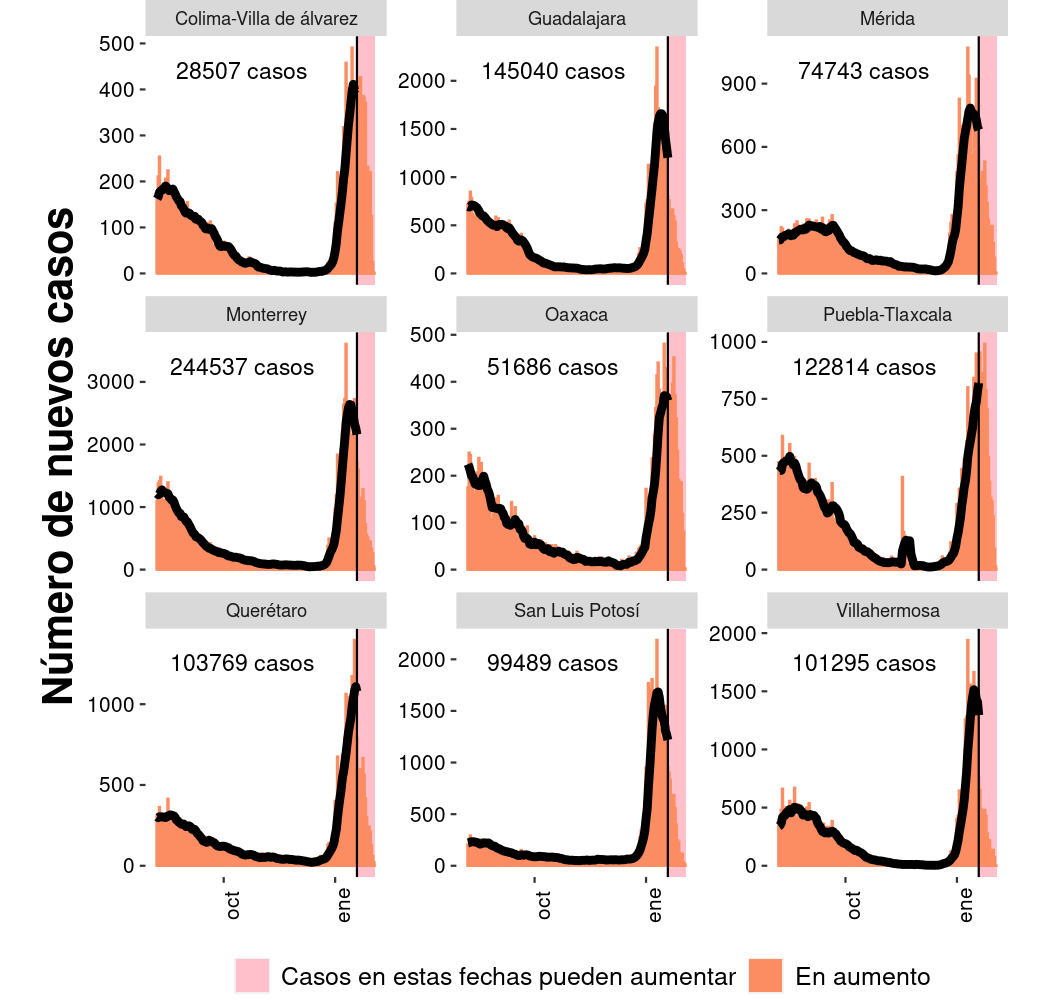 Número de nuevos casos
Colima-Villa de álvarez
28507 casos
500
400
300
200
100
0
Guadalajara
145040 casos
2000
1500
1000
500
0
Mérida
74743 casos
900
600
300
0
Monterrey
244537 casos
3000
2000
1000
0
Oaxaca
51686 casos
500
400
300
200
100
0
Puebla-Tlaxcala
122814 casos
1000
750
500
250
0
Querétaro
103769 casos
1000
500
0
oct
ene
San Luis Potosí
99489 casos
2000
1500
1000
500
0
oct
ene
Villahermosa
101295 casos
2000
1500
1000
500
0
oct
ene
Casos en estas fechas pueden aumentar
En aumento